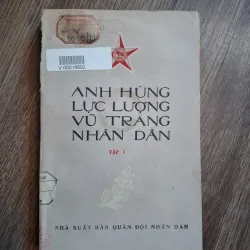 ANH HÙNG
LỰC LƯỢNG
VŨ TRANG
NHÂN DÂN
TẬP I
NHÀ XUẤT BẢN QUÂN ĐỘI NHÂN DÂN